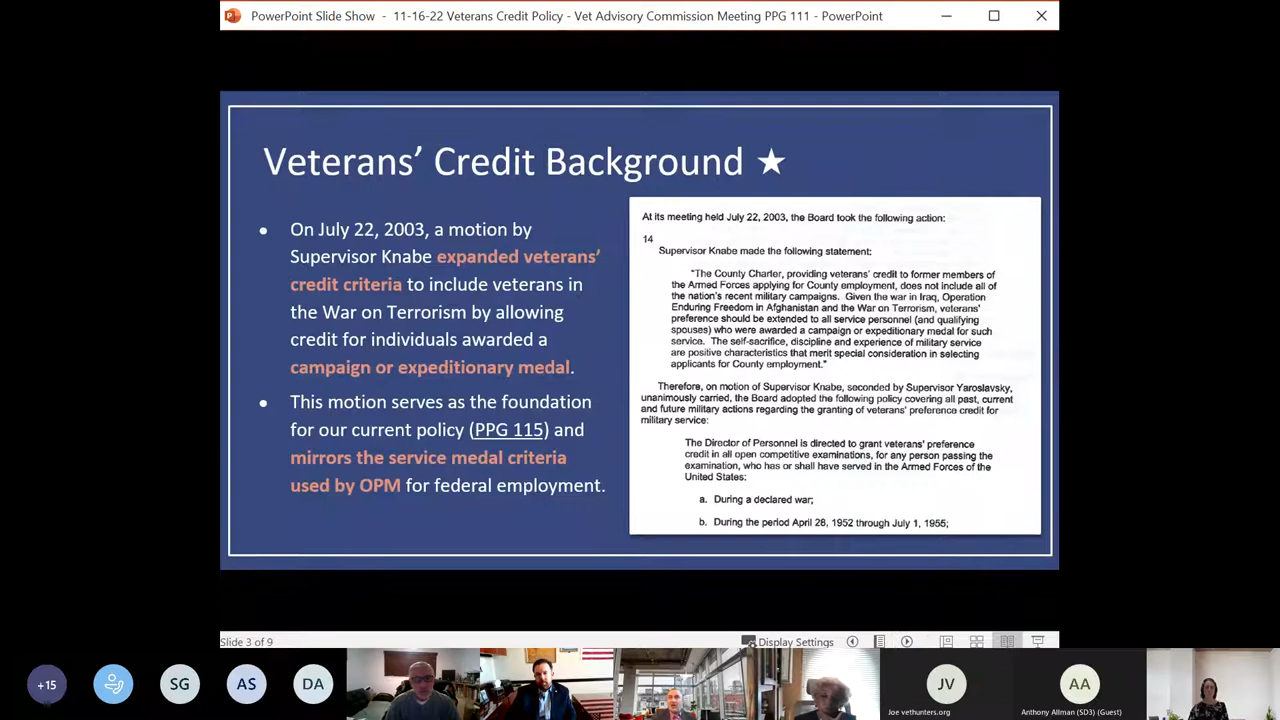 PowerPoint Slide Show - 11-16-22 Veterans Credit Policy - Vet Advisory Commission Meeting PPG 111 - PowerPoint
Veterans' Credit Background ★
• On July 22, 2003, a motion by
Supervisor Knabe expanded veterans'
credit criteria to include veterans in
the War on Terrorism by allowing
credit for individuals awarded a
campaign or expeditionary medal.
• This motion serves as the foundation
for our current policy (PPG 115) and
mirrors the service medal criteria
used by OPM for federal employment.
At its meeting held July 22, 2003, the Board took the following action:
14
Supervisor Knabe made the following statement:
"The County Charter, providing veterans' credit to former members of
the Armed Forces applying for County employment, does not include all of
the nation's recent military campaigns. Given the war in Iraq, Operation
Enduring Freedom in Afghanistan and the War on Terrorism, veterans'
preference should be extended to all service personnel (and qualifying
spouses) who were awarded a campaign or expeditionary medal for such
service. The self-sacrifice, discipline and experience of military service
are positive characteristics that merit special consideration in selecting
applicants for County employment."
Therefore, on motion of Supervisor Knabe, seconded by Supervisor Yaroslavsky,
unanimously carried, the Board adopted the following policy covering all past, current
and future military actions regarding the granting of veterans' preference credit for
military service:
The Director of Personnel is directed to grant veterans' preference
credit in all open competitive examinations, for any person passing the
examination, who has or shall have served in the Armed Forces of the
United States:
a. During a declared war;
b. During the period April 28, 1952 through July 1, 1955;
Slide 3 of 9
Display Settings
+15
SG
AS
DA
JV
Joe vethunters.org
AA
Anthony Allman (SD3) (Guest)